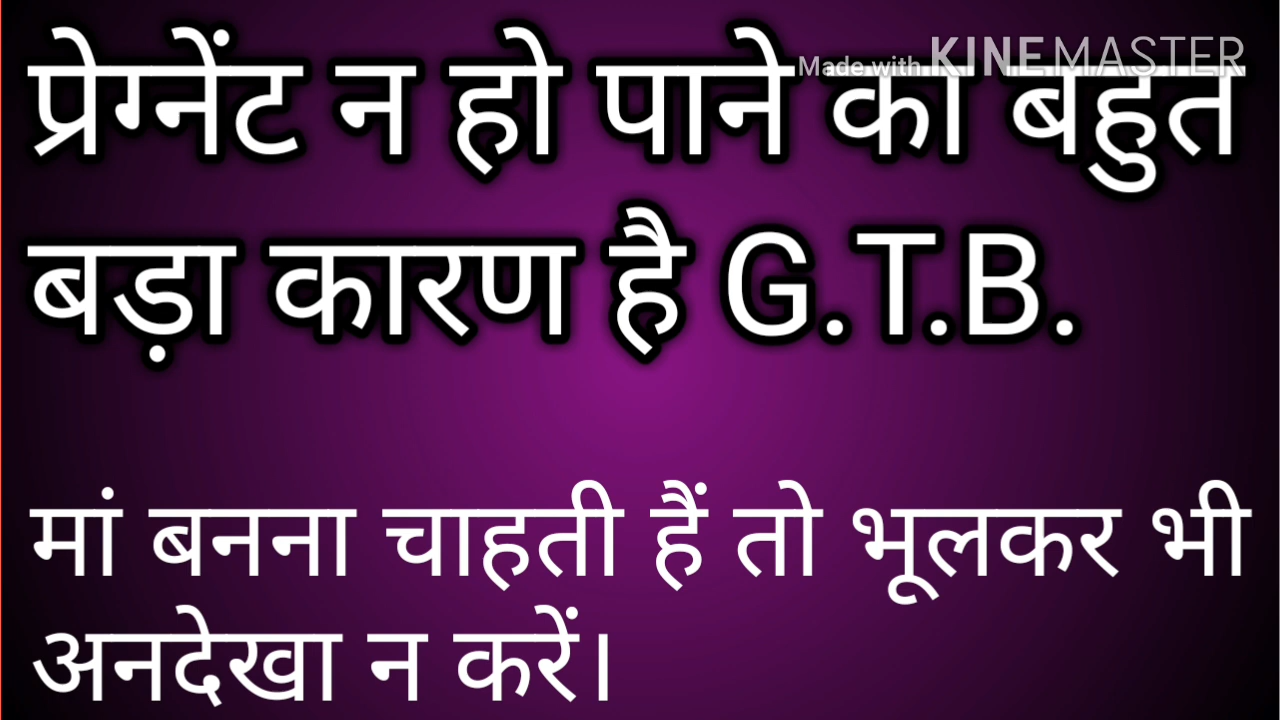 Made with KINEMASTER
प्रेग्नेंट न हो पाने का बहुत
बड़ा कारण है G.T.B.
मां बनना चाहती हैं तो भूलकर भी
अनदेखा न करें।